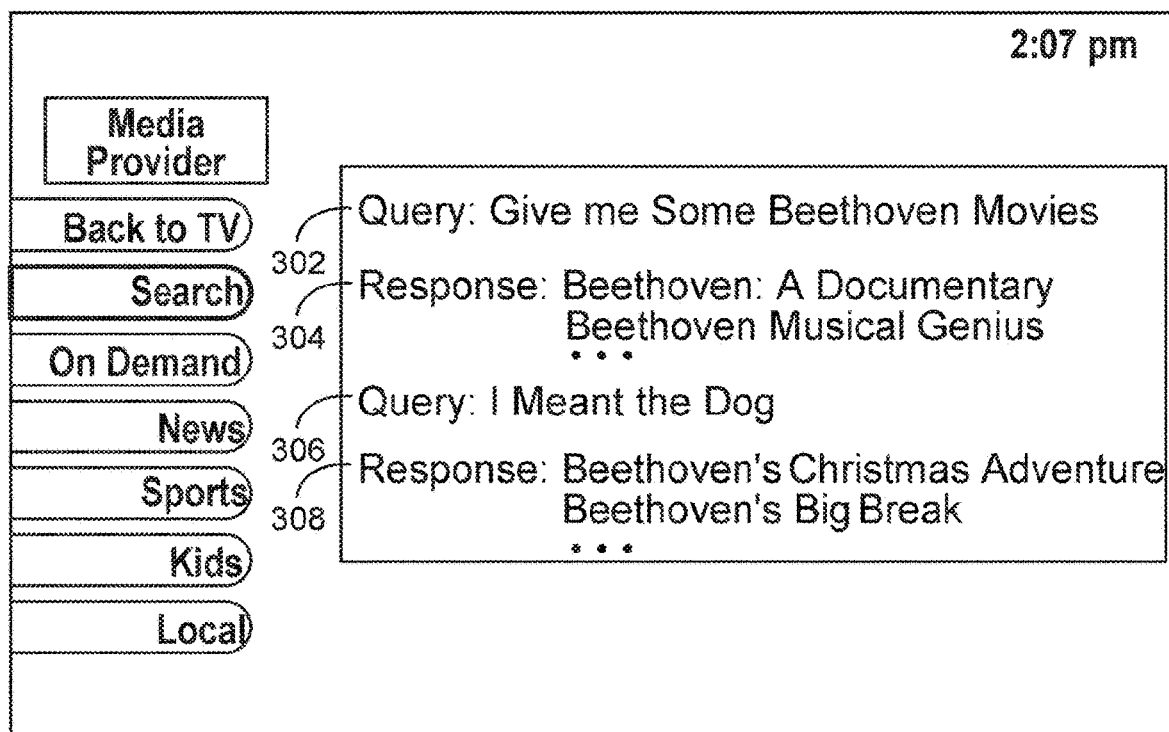 2:07 pm
Media
Provider
Back to TV
Search
On Demand
News
Sports
Kids
Local
Query: Give me Some Beethoven Movies
302
Response: Beethoven: A Documentary
304
Beethoven Musical Genius
• • •
Query: I Meant the Dog
306
Response: Beethoven's Christmas Adventure
308
Beethoven's Big Break
• • •